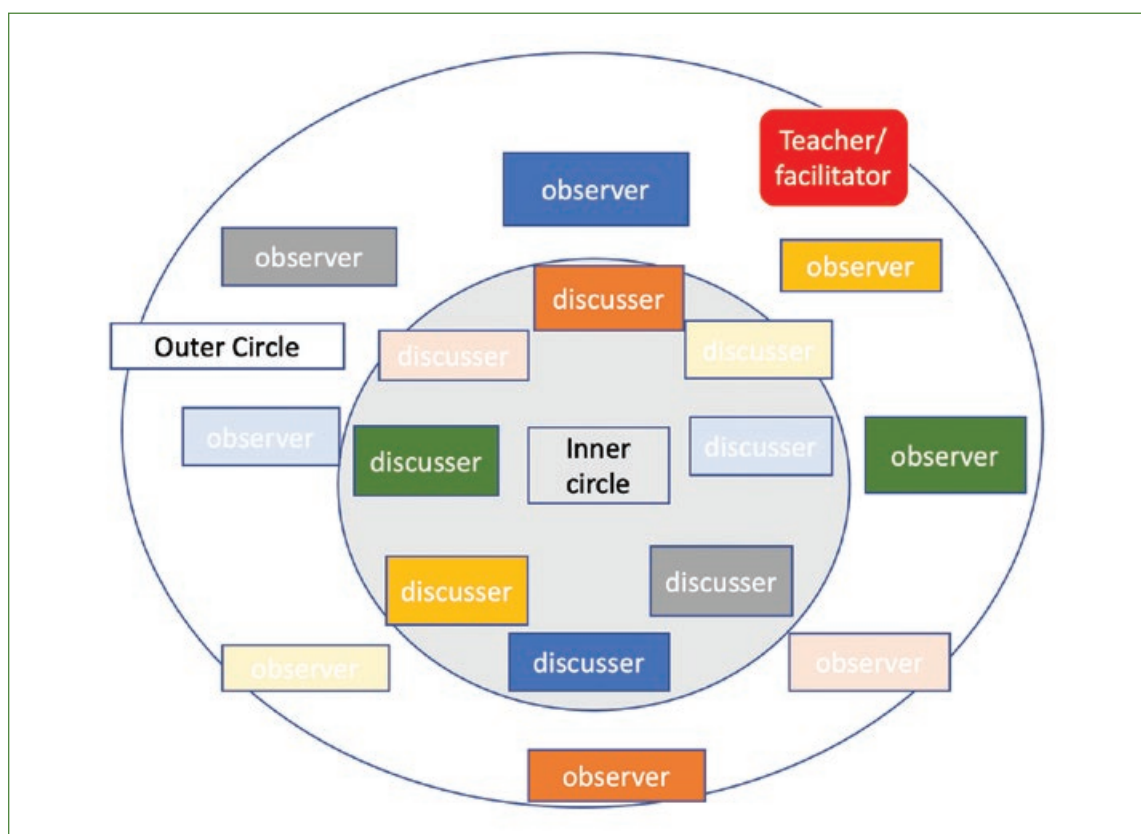 Teacher/
facilitator
observer
observer
observer
discusser
Outer Circle
discusser
discusser
observer
discusser
Inner
circle
discusser
observer
discusser
discusser
observer
discusser
observer
observer